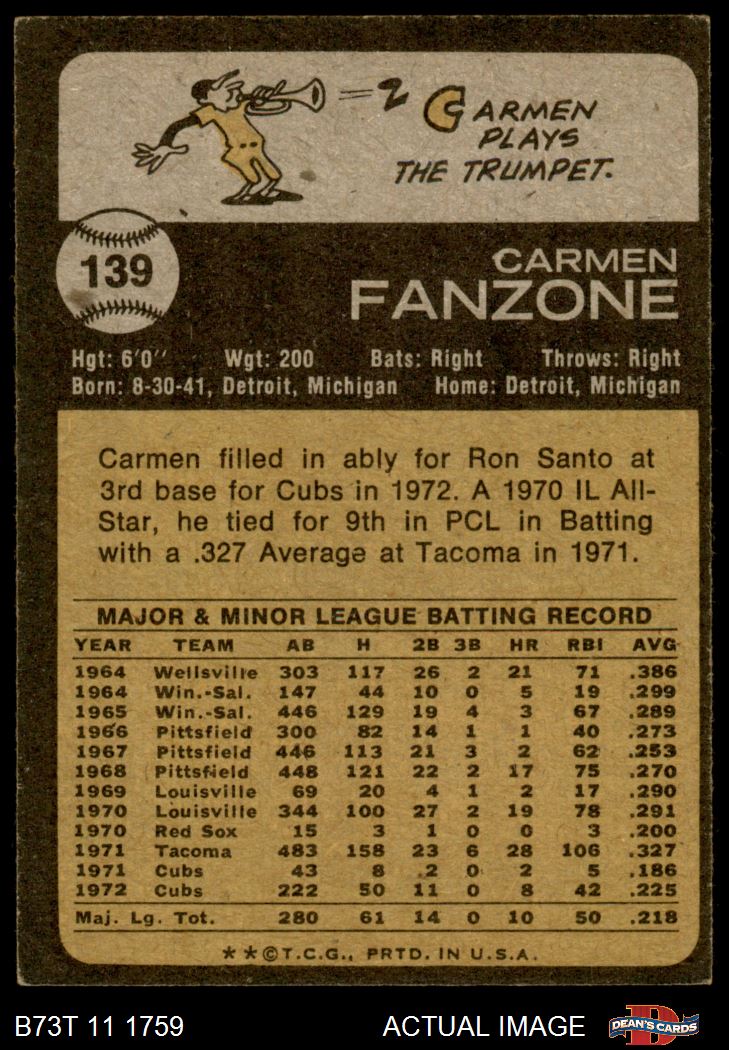 CARMEN
PLAYS
THE TRUMPET.
139
CARMEN
FANZONE
Hgt: 6'0" Wgt: 200 Bats: Right Throws: Right
Born: 8-30-41, Detroit, Michigan Home: Detroit, Michigan
Carmen filled in ably for Ron Santo at
3rd base for Cubs in 1972. A 1970 IL All-
Star, he tied for 9th in PCL in Batting
with a .327 Average at Tacoma in 1971.
MAJOR & MINOR LEAGUE BATTING RECORD
YEAR TEAM AB H 2B 3B HR RBI AVG
1964 Wellsville 303 117 26 2 21 71 .386
1964 Win.-Sal. 147 44 10 0 5 19 .299
1965 Win.-Sal. 446 129 19 4 3 67 .289
1966 Pittsfield 300 82 14 1 1 40 .273
1967 Pittsfield 446 113 21 3 2 62 .253
1968 Pittsfield 448 121 22 2 17 75 .270
1969 Louisville 69 20 4 1 2 17 .290
1970 Louisville 344 100 27 2 19 78 .291
1970 Red Sox 15 3 1 0 0 3 .200
1971 Tacoma 483 158 23 6 28 106 .327
1971 Cubs 43 8 2 0 2 5 .186
1972 Cubs 222 50 11 0 8 42 .225
Maj. Lg. Tot. 280 61 14 0 10 50 .218
**©T.C.G., PRTD. IN U.S.A.
B73T 11 1759 ACTUAL IMAGE DEAN'S CARDS